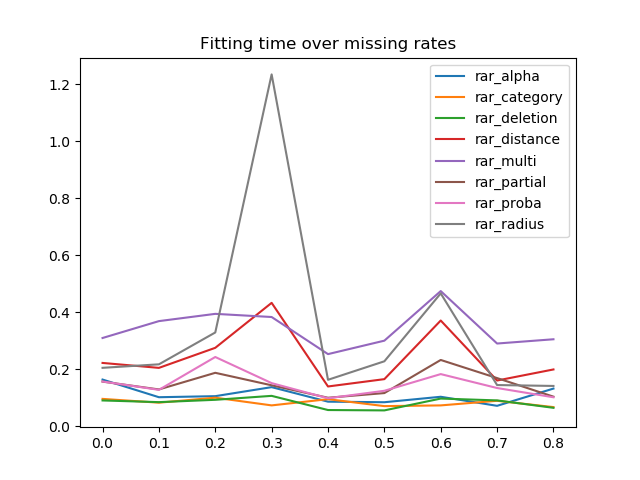 Fitting time over missing rates
rar_alpha
rar_category
rar_deletion
rar_distance
rar_multi
rar_partial
rar_proba
rar_radius
1.2
1.0
0.8
0.6
0.4
0.2
0.0
0.0 0.1 0.2 0.3 0.4 0.5 0.6 0.7 0.8